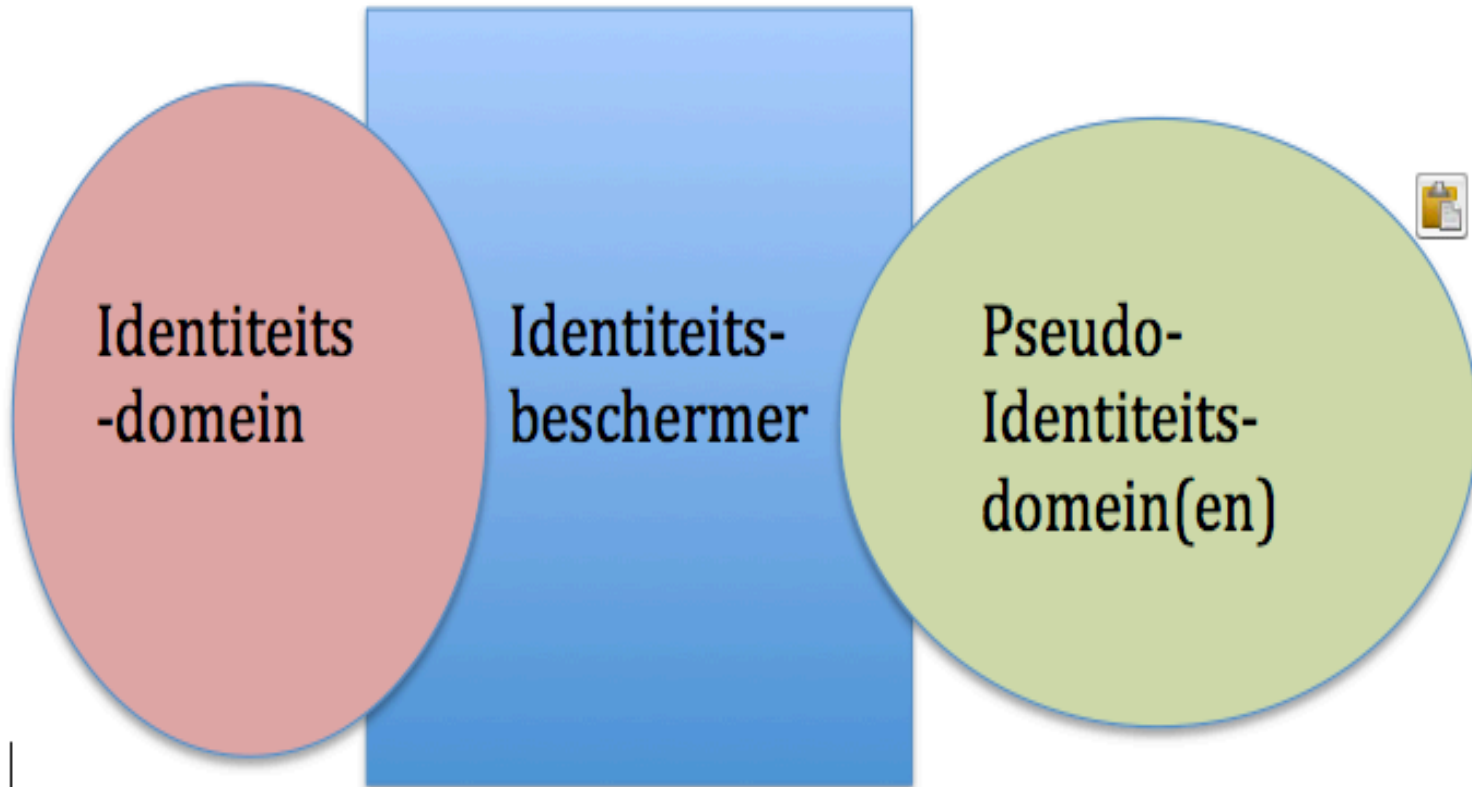 Identiteits
-domein
Identiteits-
beschermer
Pseudo-
Identiteits-
domein(en)